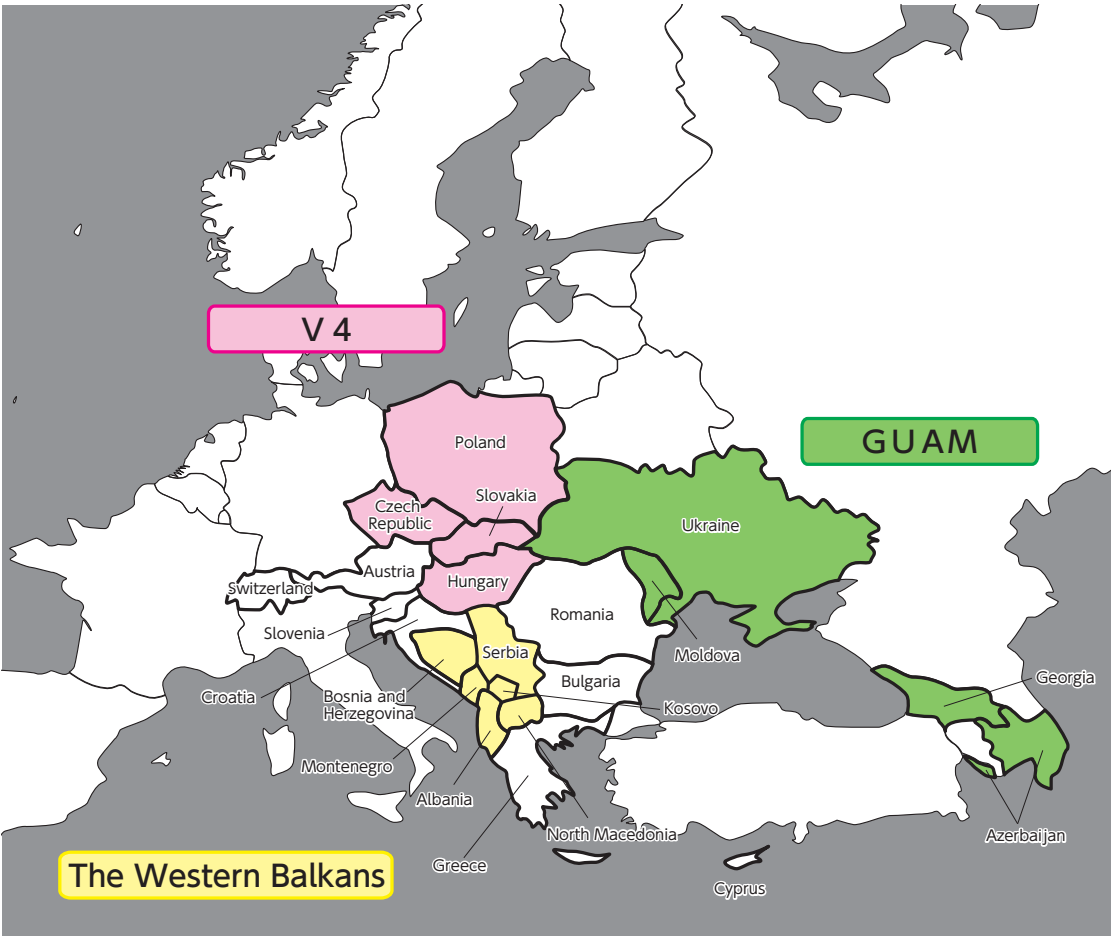 V 4
GUAM
Poland
Slovakia
Czech
Republic
Ukraine
Austria
Hungary
Switzerland
Romania
Slovenia
Serbia
Moldova
Bulgaria
Georgia
Croatia
Bosnia and
Herzegovina
Kosovo
Montenegro
Albania
North Macedonia
Azerbaijan
Greece
The Western Balkans
Cyprus